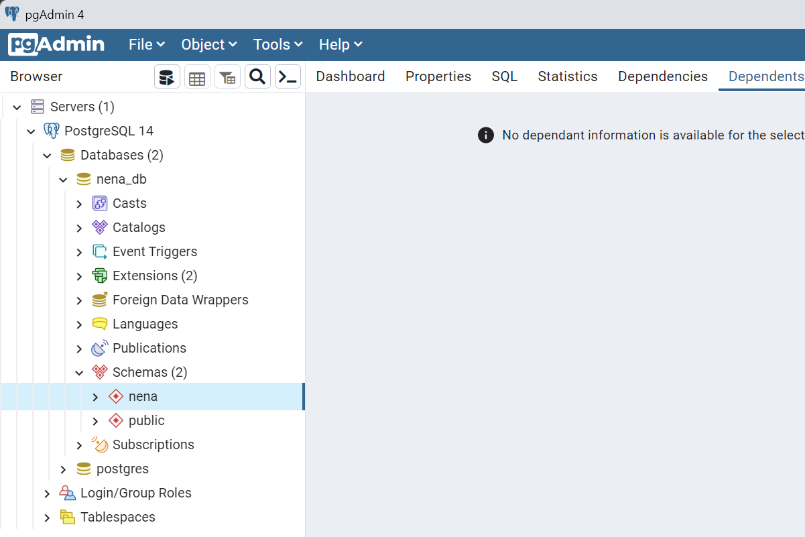 pgAdmin 4
pgAdmin File Object Tools Help
Browser Dashboard Properties SQL Statistics Dependencies Dependents
Servers (1)
PostgreSQL 14
No dependant information is available for the select
Databases (2)
nena_db
Casts
Catalogs
Event Triggers
Extensions (2)
Foreign Data Wrappers
Languages
Publications
Schemas (2)
nena
public
Subscriptions
postgres
Login/Group Roles
Tablespaces